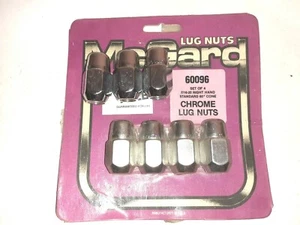 LUG NUTS
McGard
60096
SET OF 4
STANDARD 60° CONE
CHROME
LUG NUTS